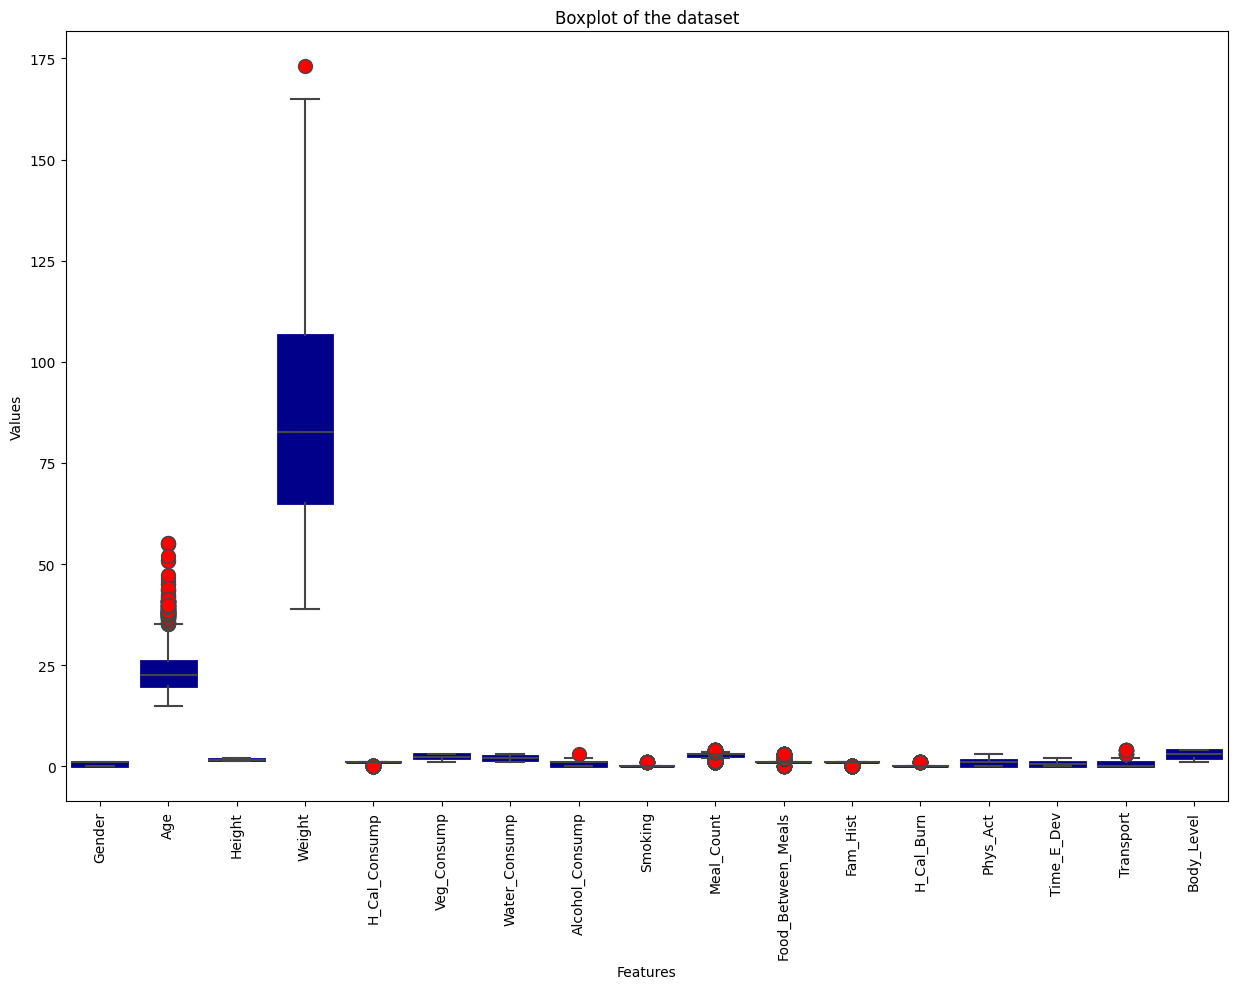 Boxplot of the dataset
175
150
125
100
75
50
25
0
Values
Gender
Age
Height
Weight
H_Cal_Consump
Veg_Consump
Water_Consump
Alcohol_Consump
Smoking
Meal_Count
Food_Between_Meals
Fam_Hist
H_Cal_Burn
Phys_Act
Time_E_Dev
Transport
Body_Level
Features